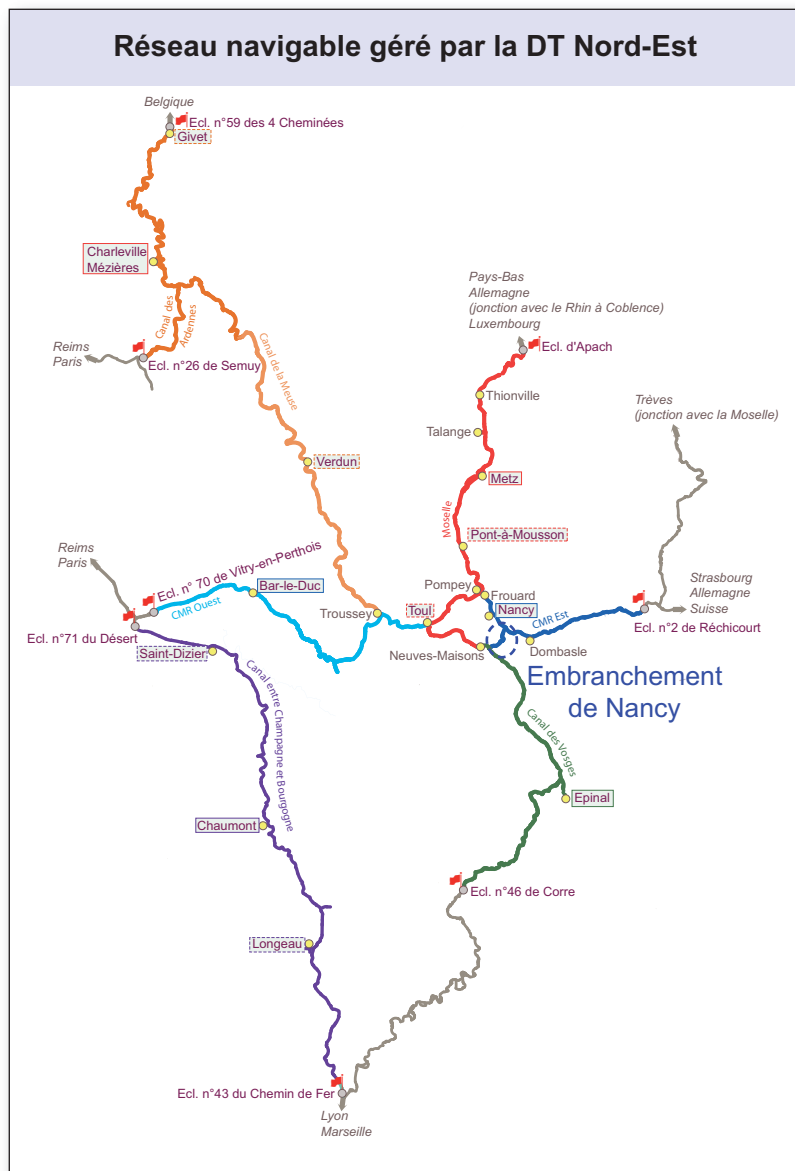 Réseau navigable géré par la DT Nord-Est
Belgique
Ecl. n°59 des 4 Cheminées
Givet
Charleville
Mézières
Canal des
Ardennes
Reims
Paris
Ecl. n°26 de Semuy
Canal de la Meuse
Pays-Bas
Allemagne
(jonction avec le Rhin à Coblence)
Luxembourg
Ecl. d'Apach
Thionville
Talange
Trèves
(jonction avec la Moselle)
Verdun
Metz
Moselle
Pont-à-Mousson
Reims
Paris
Ecl. n° 70 de Vitry-en-Perthois
Bar-le-Duc
CMR Ouest
Ecl. n°71 du Désert
Saint-Dizier
Troussey
Toul
Pompey
Frouard
Nancy
CMR Est
Strasbourg
Allemagne
Suisse
Ecl. n°2 de Réchicourt
Neuves-Maisons
Dombasle
Embranchement
de Nancy
Canal entre Champagne et Bourgogne
Canal des Vosges
Epinal
Chaumont
Ecl. n°46 de Corre
Longeau
Ecl. n°43 du Chemin de Fer
Lyon
Marseille